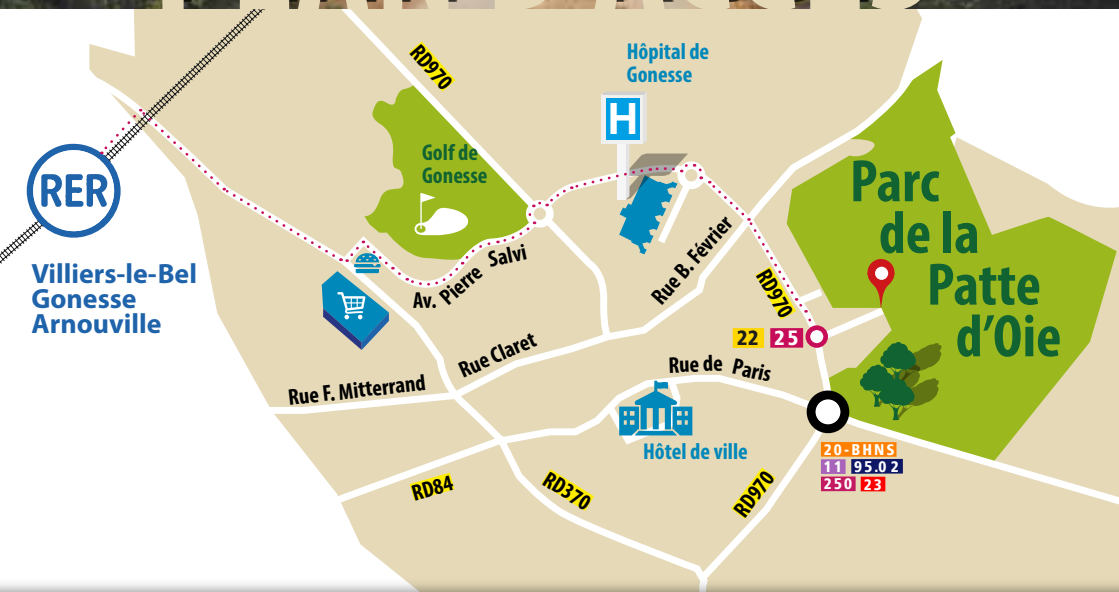 RD970
Hôpital de
Gonesse
H
Golf de
Gonesse
RER
Villiers-le-Bel
Gonesse
Arnouville
Parc
de la
Patte
d'Oie
Av. Pierre Salvi
Rue B. Février
RD970
22 25
Rue Claret
Rue de Paris
Rue F. Mitterrand
Hôtel de ville
20-BHNS
11 95.02
250 23
RD84
RD370
RD970